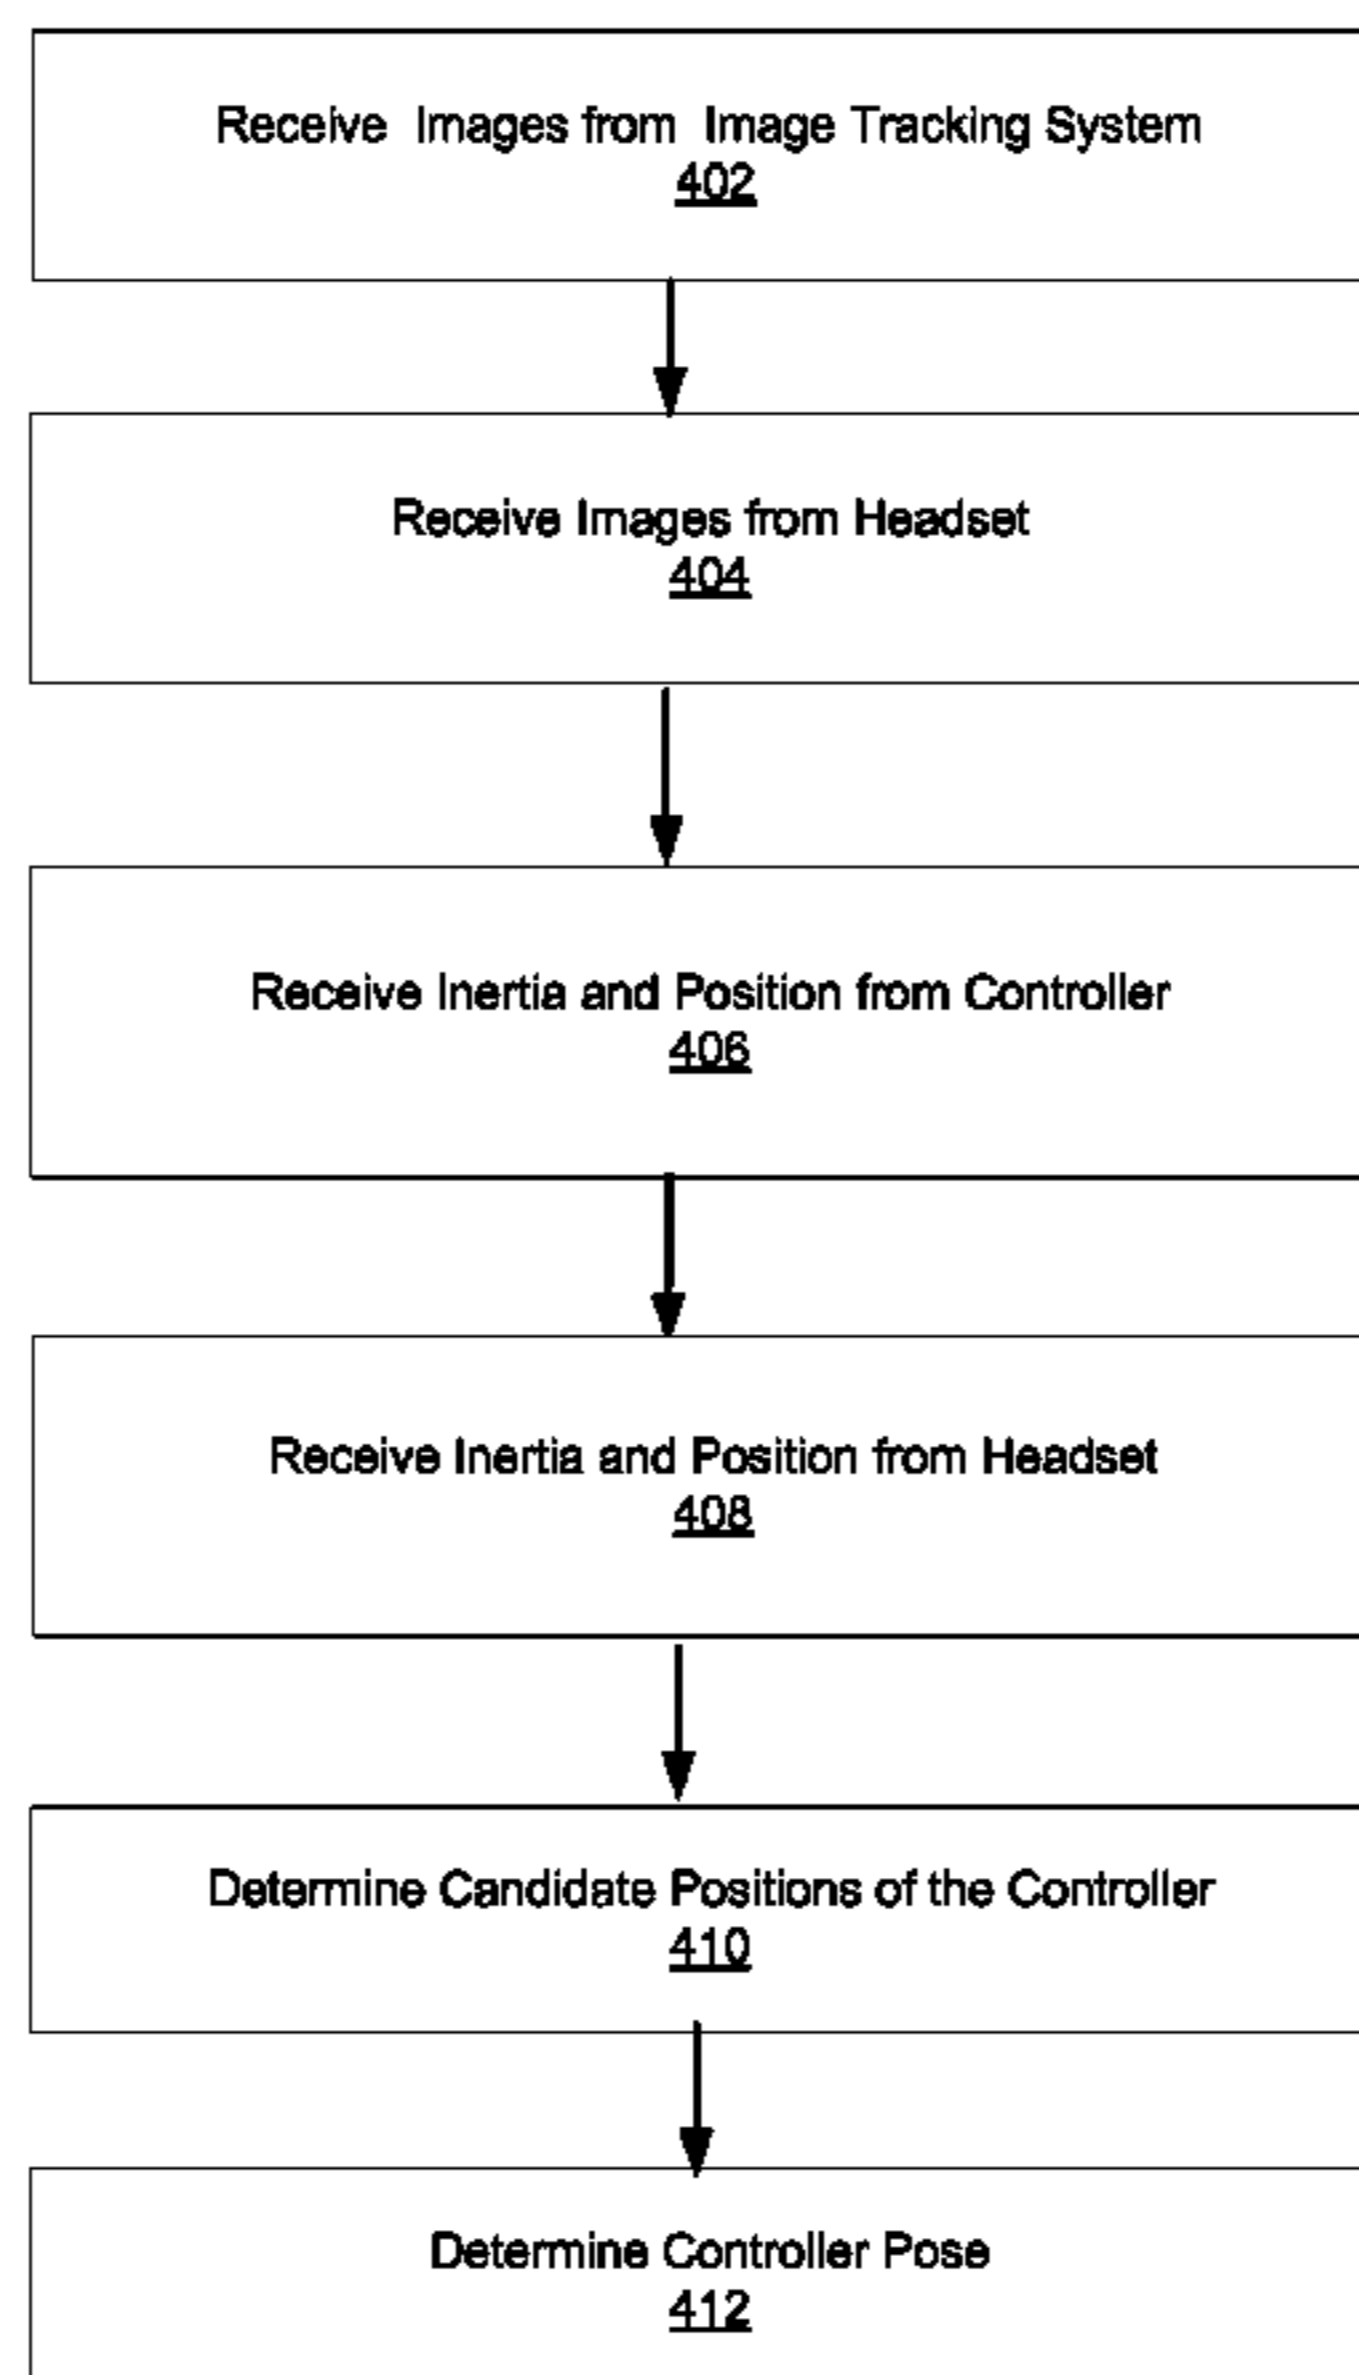 Receive Images from Image Tracking System
402
Receive Images from Headset
404
Receive Inertia and Position from Controller
406
Receive Inertia and Position from Headset
408
Determine Candidate Positions of the Controller
410
Determine Controller Pose
412